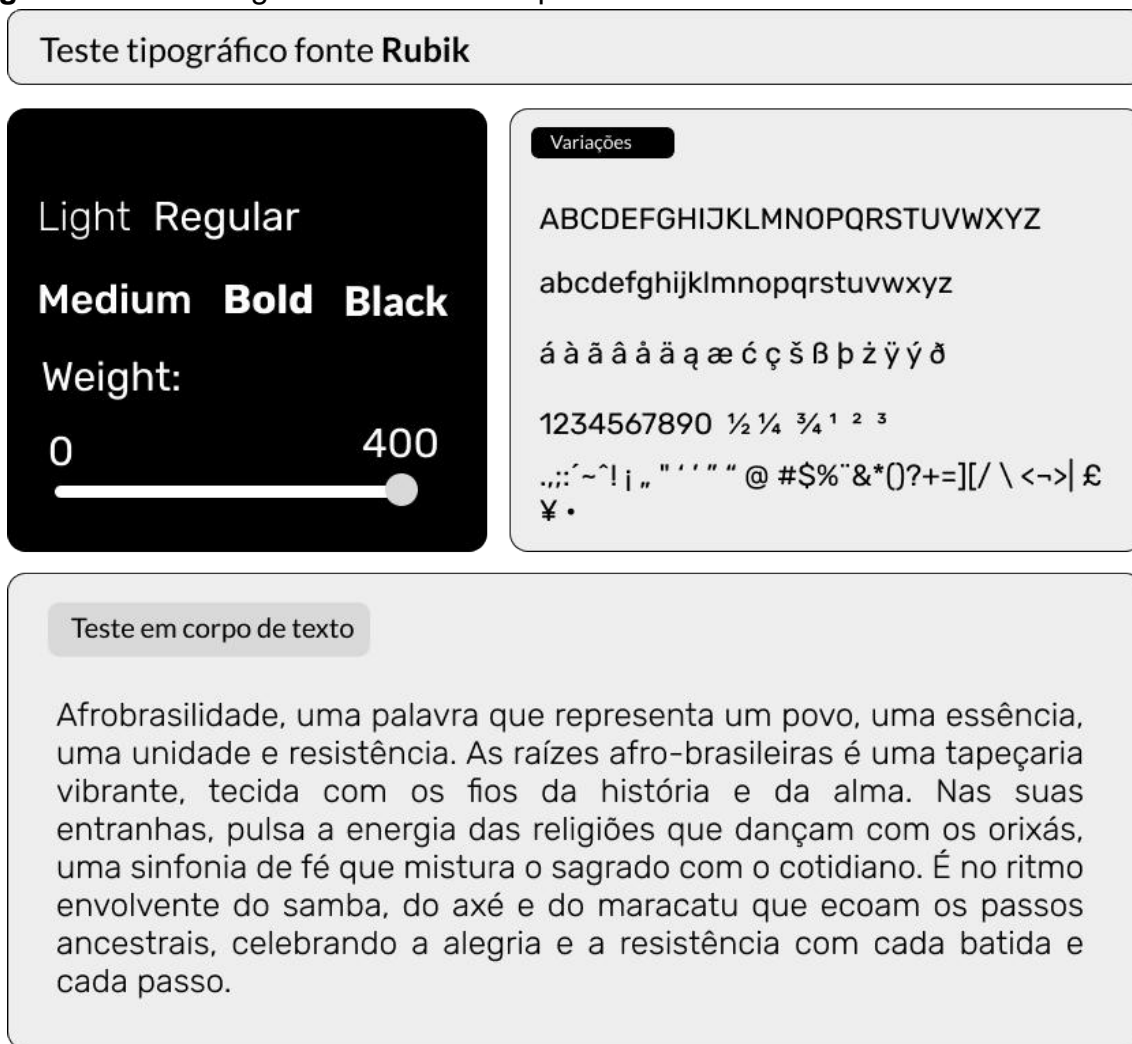 Teste tipográfico fonte Rubik
Light Regular
Medium Bold Black
Weight:
0 400
Variações
ABCDEFGHIJKLMNOPQRSTUVWXYZ
abcdefghijklmnopqrstuvwxyz
á à ã â å ä ą æ ć ç š ß þ ż ÿ ý ð
1234567890 ½ ¼ ¾ ¹ ² ³
.,;:´~^! ¡ „ " ‘ ‘ ” “ @ #$%¨&*()?+=][/ \ <¬>| £
¥ •
Teste em corpo de texto
Afrobrasilidade, uma palavra que representa um povo, uma essência,
uma unidade e resistência. As raízes afro-brasileiras é uma tapeçaria
vibrante, tecida com os fios da história e da alma. Nas suas
entranhas, pulsa a energia das religiões que dançam com os orixás,
uma sinfonia de fé que mistura o sagrado com o cotidiano. É no ritmo
envolvente do samba, do axé e do maracatu que ecoam os passos
ancestrais, celebrando a alegria e a resistência com cada batida e
cada passo.